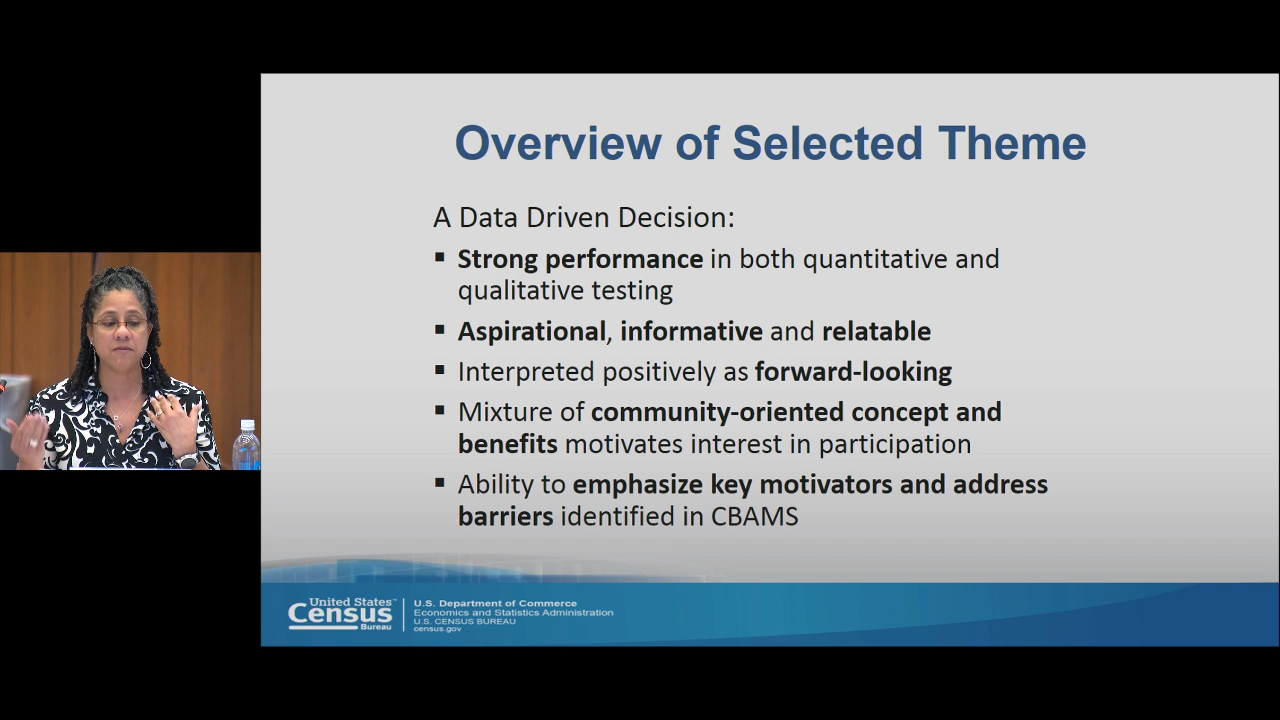 Overview of Selected Theme
A Data Driven Decision:
▪ Strong performance in both quantitative and
qualitative testing
▪ Aspirational, informative and relatable
▪ Interpreted positively as forward-looking
▪ Mixture of community-oriented concept and
benefits motivates interest in participation
▪ Ability to emphasize key motivators and address
barriers identified in CBAMS
United States™
Census
Bureau
U.S. Department of Commerce
Economics and Statistics Administration
U.S. CENSUS BUREAU
census.gov